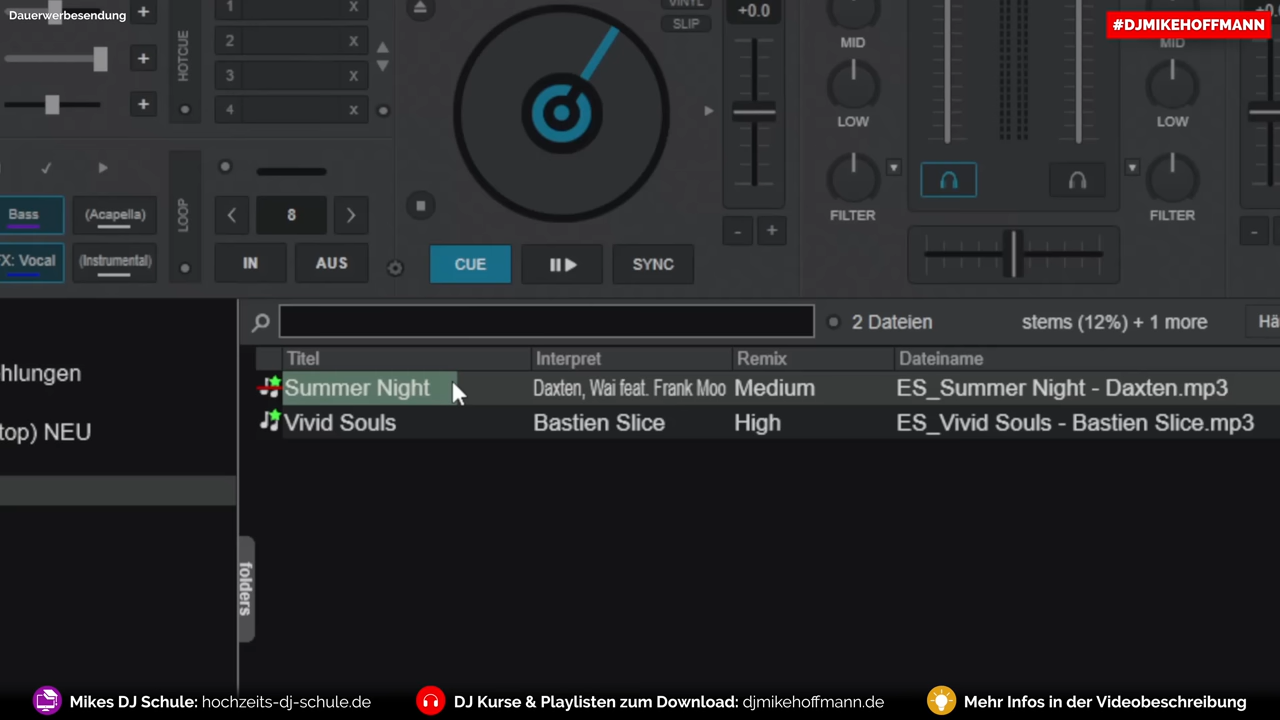 Dauerwerbesendung
#DJMIKEHOFFMANN
HOTCUE
1 x
2 x
3 x
4 x
VINYL
SLIP
+0.0
MID
MID
LOW
LOW
FILTER
FILTER
Bass
(Acapella)
X: Vocal
(Instrumental)
LOOP
8
IN
AUS
CUE
SYNC
2 Dateien
stems (12%) + 1 more
Hä
Titel Interpret Remix Dateiname
Summer Night Daxten, Wai feat. Frank Moo Medium ES_Summer Night - Daxten.mp3
Vivid Souls Bastien Slice High ES_Vivid Souls - Bastien Slice.mp3
hlungen
top) NEU
folders
Mikes DJ Schule: hochzeits-dj-schule.de
DJ Kurse & Playlisten zum Download: djmikehoffmann.de
Mehr Infos in der Videobeschreibung